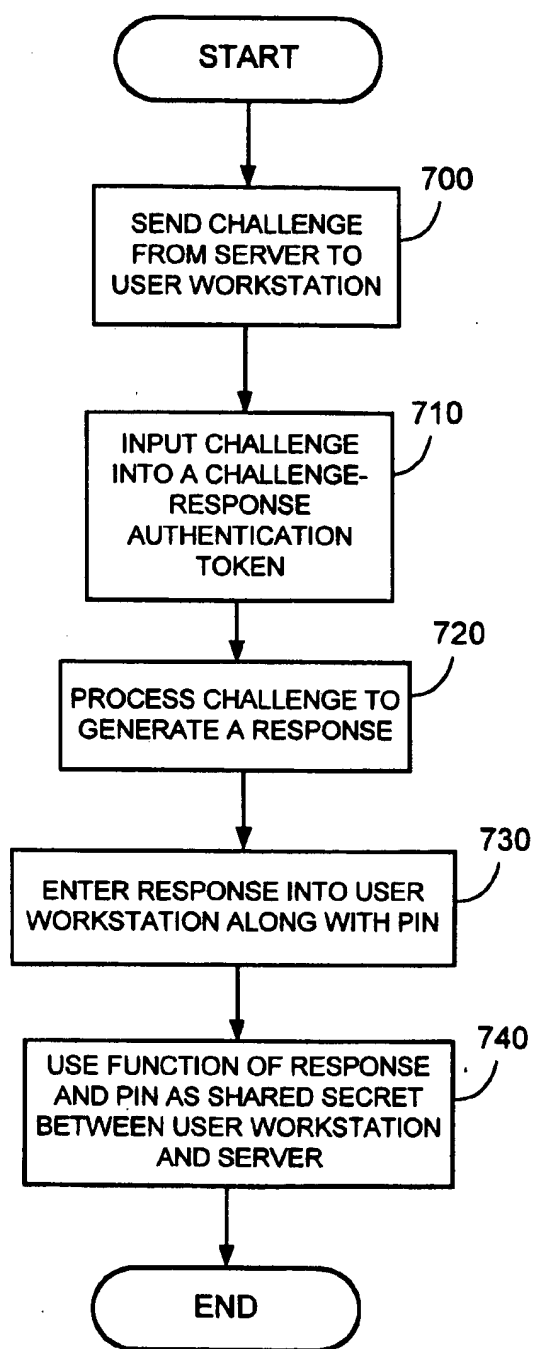 START
700
SEND CHALLENGE
FROM SERVER TO
USER WORKSTATION
710
INPUT CHALLENGE
INTO A CHALLENGE-
RESPONSE
AUTHENTICATION
TOKEN
720
PROCESS CHALLENGE TO
GENERATE A RESPONSE
730
ENTER RESPONSE INTO USER
WORKSTATION ALONG WITH PIN
740
USE FUNCTION OF RESPONSE
AND PIN AS SHARED SECRET
BETWEEN USER WORKSTATION
AND SERVER
END